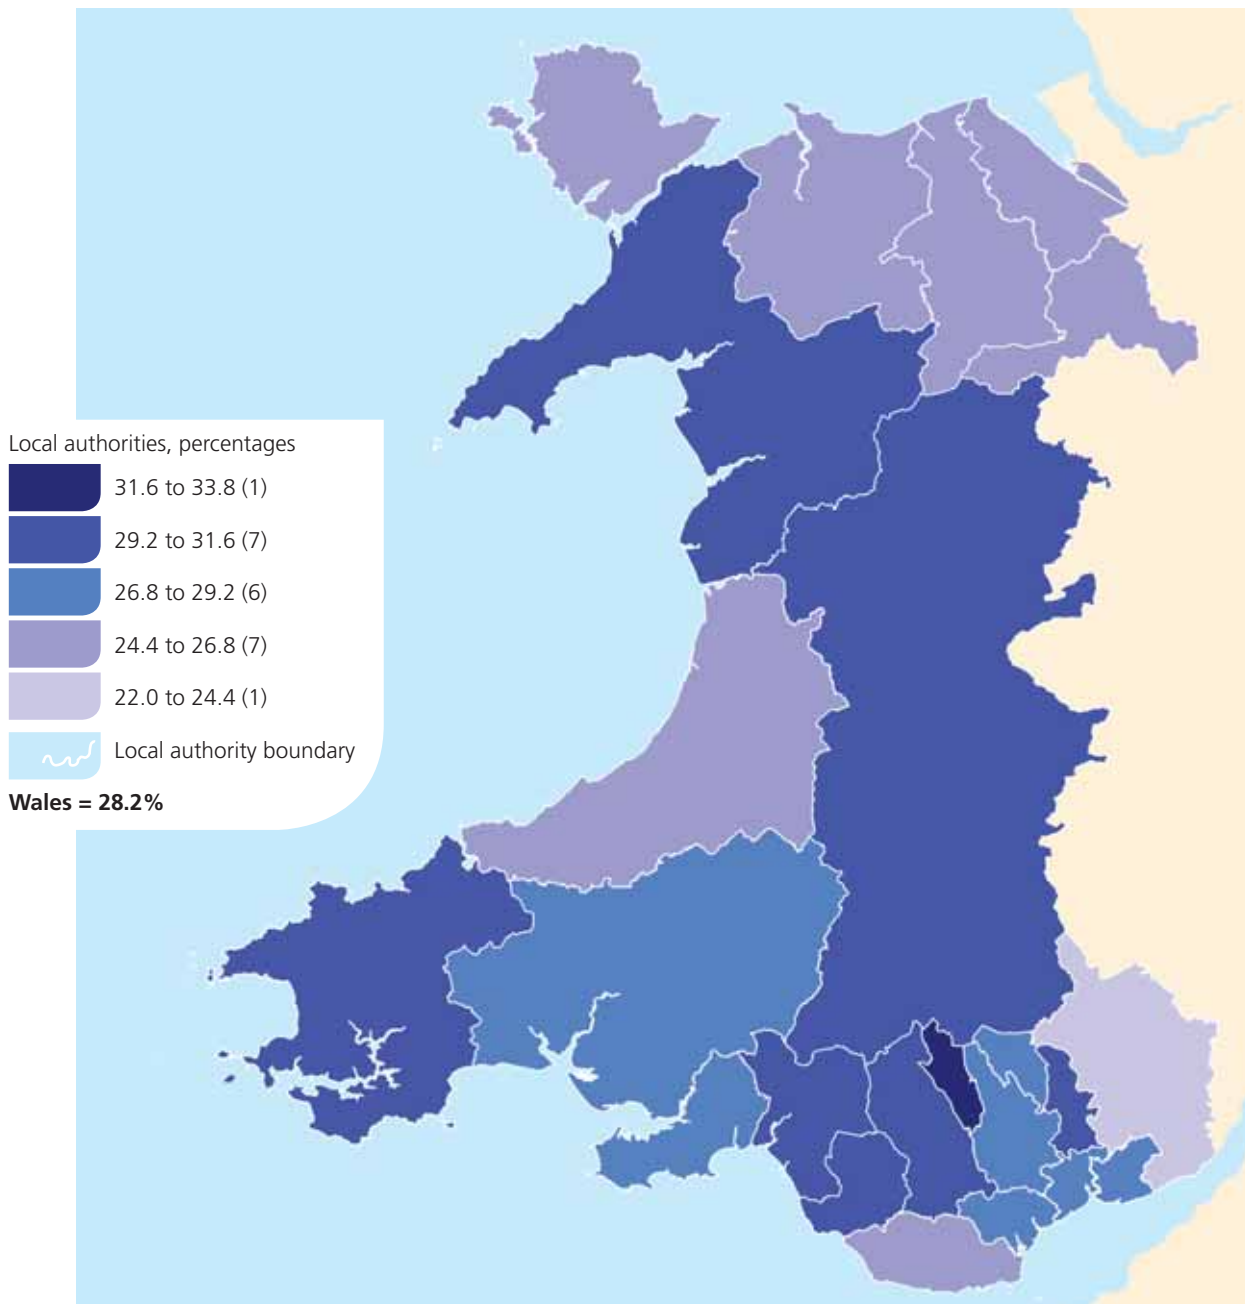 Local authorities, percentages
31.6 to 33.8 (1)
29.2 to 31.6 (7)
26.8 to 29.2 (6)
24.4 to 26.8 (7)
22.0 to 24.4 (1)
Local authority boundary
Wales = 28.2%